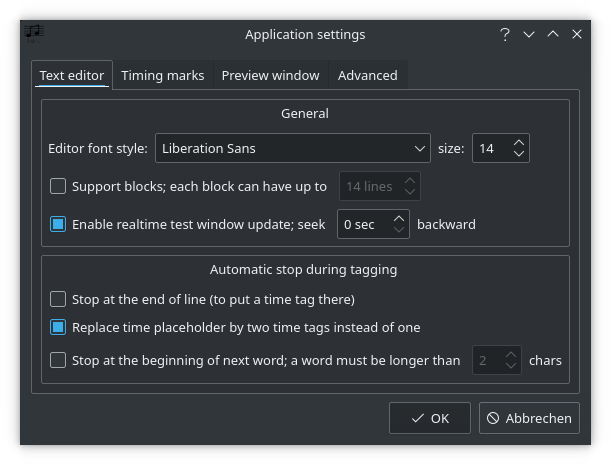 Application settings
Text editor Timing marks Preview window Advanced
General
Editor font style: Liberation Sans size: 14
Support blocks; each block can have up to 14 lines
Enable realtime test window update; seek 0 sec backward
Automatic stop during tagging
Stop at the end of line (to put a time tag there)
Replace time placeholder by two time tags instead of one
Stop at the beginning of next word; a word must be longer than 2 chars
OK Abbrechen